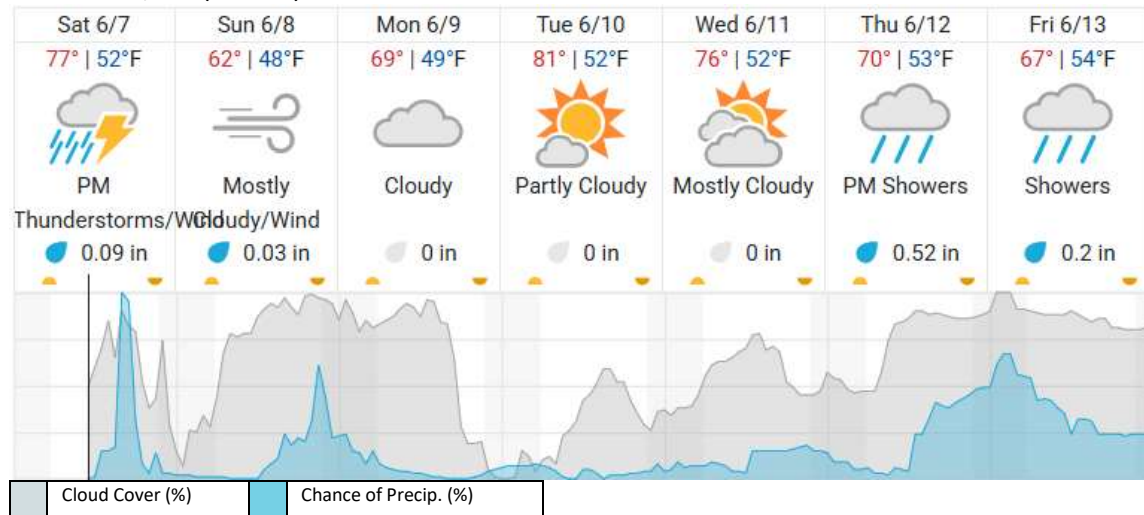 Sat 6/7 Sun 6/8 Mon 6/9 Tue 6/10 Wed 6/11 Thu 6/12 Fri 6/13
77° | 52°F 62° | 48°F 69° | 49°F 81° | 52°F 76° | 52°F 70° | 53°F 67° | 54°F
PM Mostly Cloudy Partly Cloudy Mostly Cloudy PM Showers Showers
Thunderstorms/Wind Cloudy/Wind
0.09 in 0.03 in 0 in 0 in 0 in 0.52 in 0.2 in
Cloud Cover (%) Chance of Precip. (%)